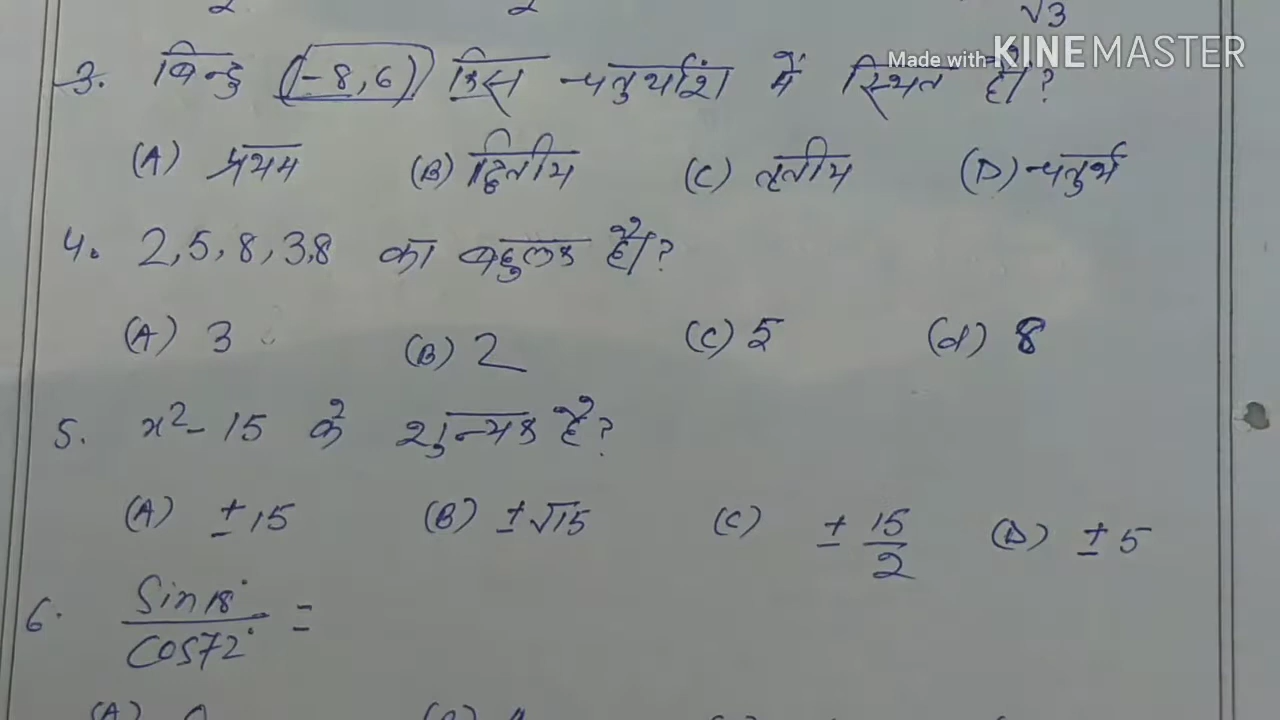 √3
Made with KINEMASTER
3. बिन्दु (-8,6) किस चतुर्थांश में स्थित है?
(A) प्रथम (B) द्वितीय (C) तृतीय (D) चतुर्थ
4. 2,5,8,3,8 का बहुलक है?
(A) 3 (B) 2 (C) 5 (d) 8
5. x²- 15 के शुन्यक है?
(A) ±15 (B) ±√15 (C) ± 15/2 (D) ±5
6. Sin18°/Cos72° =
(A)